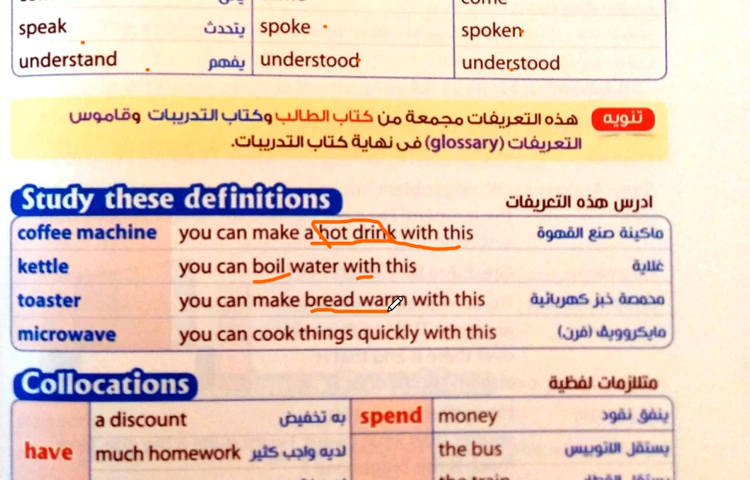 come
speak يتحدث spoke spoken
understand يفهم understood understood
تنويه هذه التعريفات مجمعة من كتاب الطالب وكتاب التدريبات وقاموس
التعريفات (glossary) فى نهاية كتاب التدريبات.
Study these definitions ادرس هذه التعريفات
coffee machine you can make a hot drink with this ماكينة صنع القهوة
kettle you can boil water with this غلاية
toaster you can make bread warm with this محمصة خبز كهربائية
microwave you can cook things quickly with this مايكروويف (فرن)
Collocations متلازمات لفظية
a discount به تخفيض spend money ينفق نقود
have much homework لديه واجب كثير the bus يستقل الاتوبيس